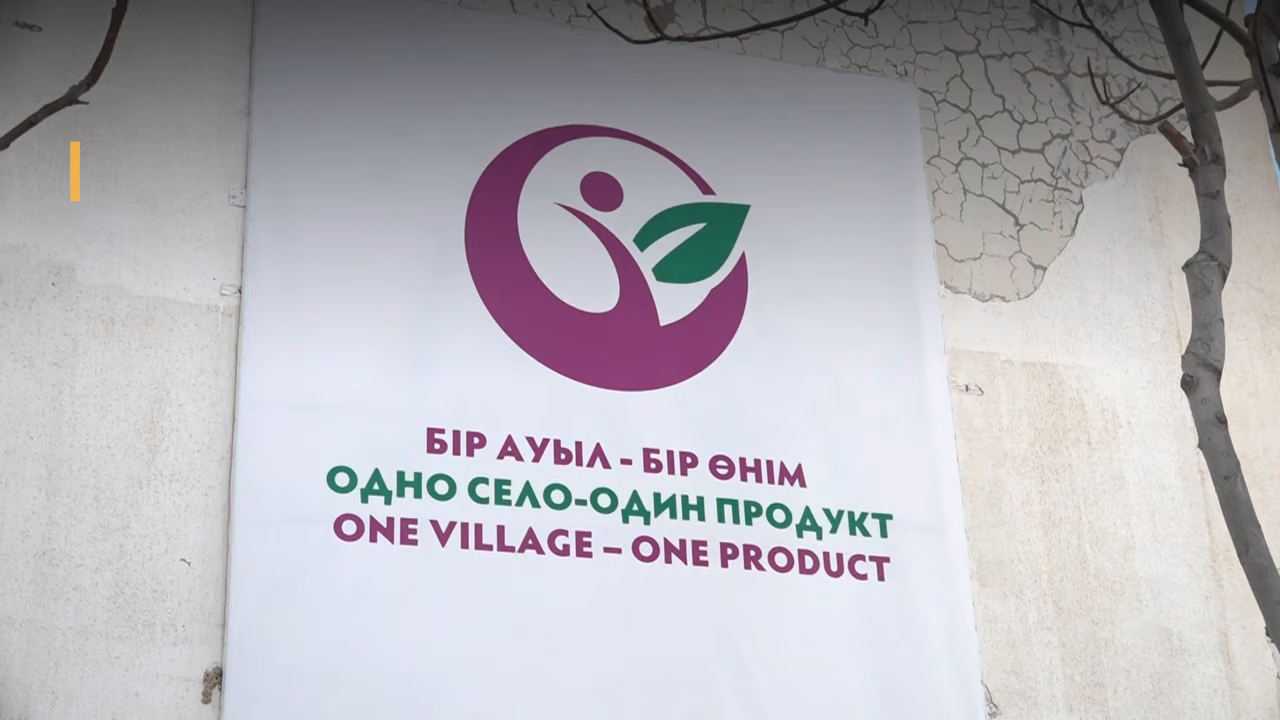 БІР АУЫЛ - БІР ӨНІМ
ОДНО СЕЛО-ОДИН ПРОДУКТ
ONE VILLAGE – ONE PRODUCT